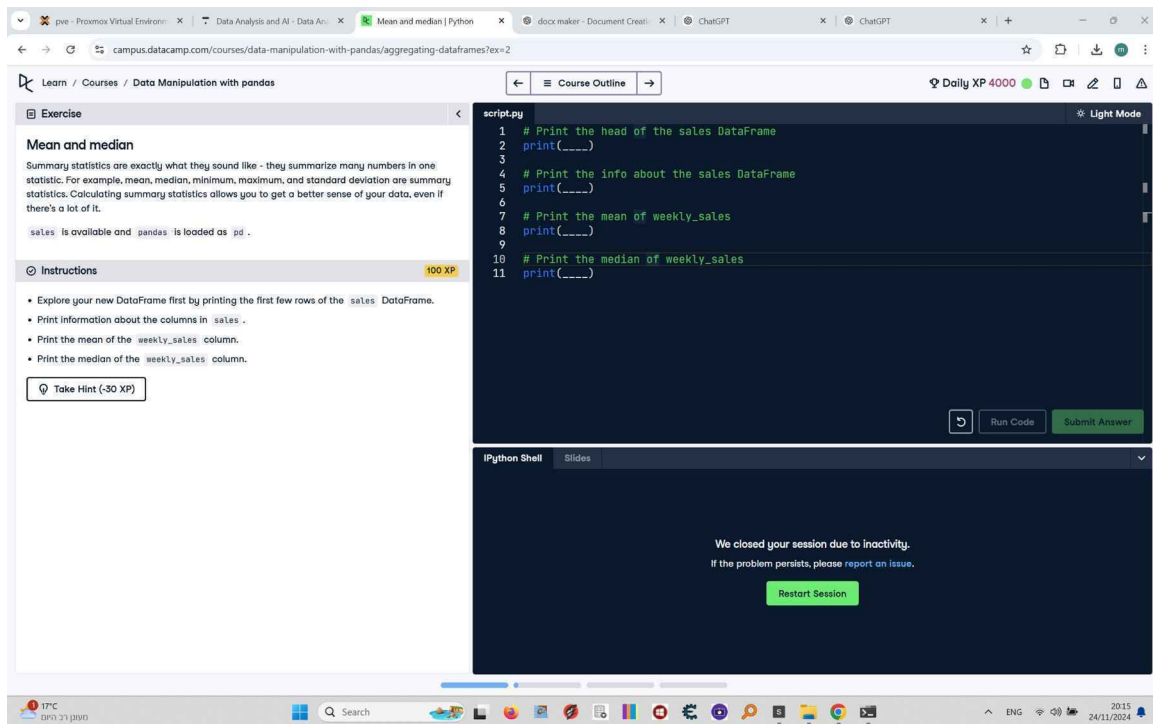 pve - Proxmox Virtual Environm
Data Analysis and AI - Data An
Mean and median | Python
docx maker - Document Creati
ChatGPT
ChatGPT
campus.datacamp.com/courses/data-manipulation-with-pandas/aggregating-dataframes?ex=2
m
Learn / Courses / Data Manipulation with pandas
Course Outline
Daily XP 4000
Exercise
Mean and median
Summary statistics are exactly what they sound like - they summarize many numbers in one
statistic. For example, mean, median, minimum, maximum, and standard deviation are summary
statistics. Calculating summary statistics allows you to get a better sense of your data, even if
there's a lot of it.
sales is available and pandas is loaded as pd .
Instructions
100 XP
• Explore your new DataFrame first by printing the first few rows of the sales DataFrame.
• Print information about the columns in sales .
• Print the mean of the weekly_sales column.
• Print the median of the weekly_sales column.
Take Hint (-30 XP)
script.py
Light Mode
1 # Print the head of the sales DataFrame
2 print(____)
3
4 # Print the info about the sales DataFrame
5 print(____)
6
7 # Print the mean of weekly_sales
8 print(____)
9
10 # Print the median of weekly_sales
11 print(____)
Run Code
Submit Answer
IPython Shell
Slides
We closed your session due to inactivity.
If the problem persists, please report an issue.
Restart Session
1
17°C
מעונן רב היום
Search
ENG
20:15
24/11/2024